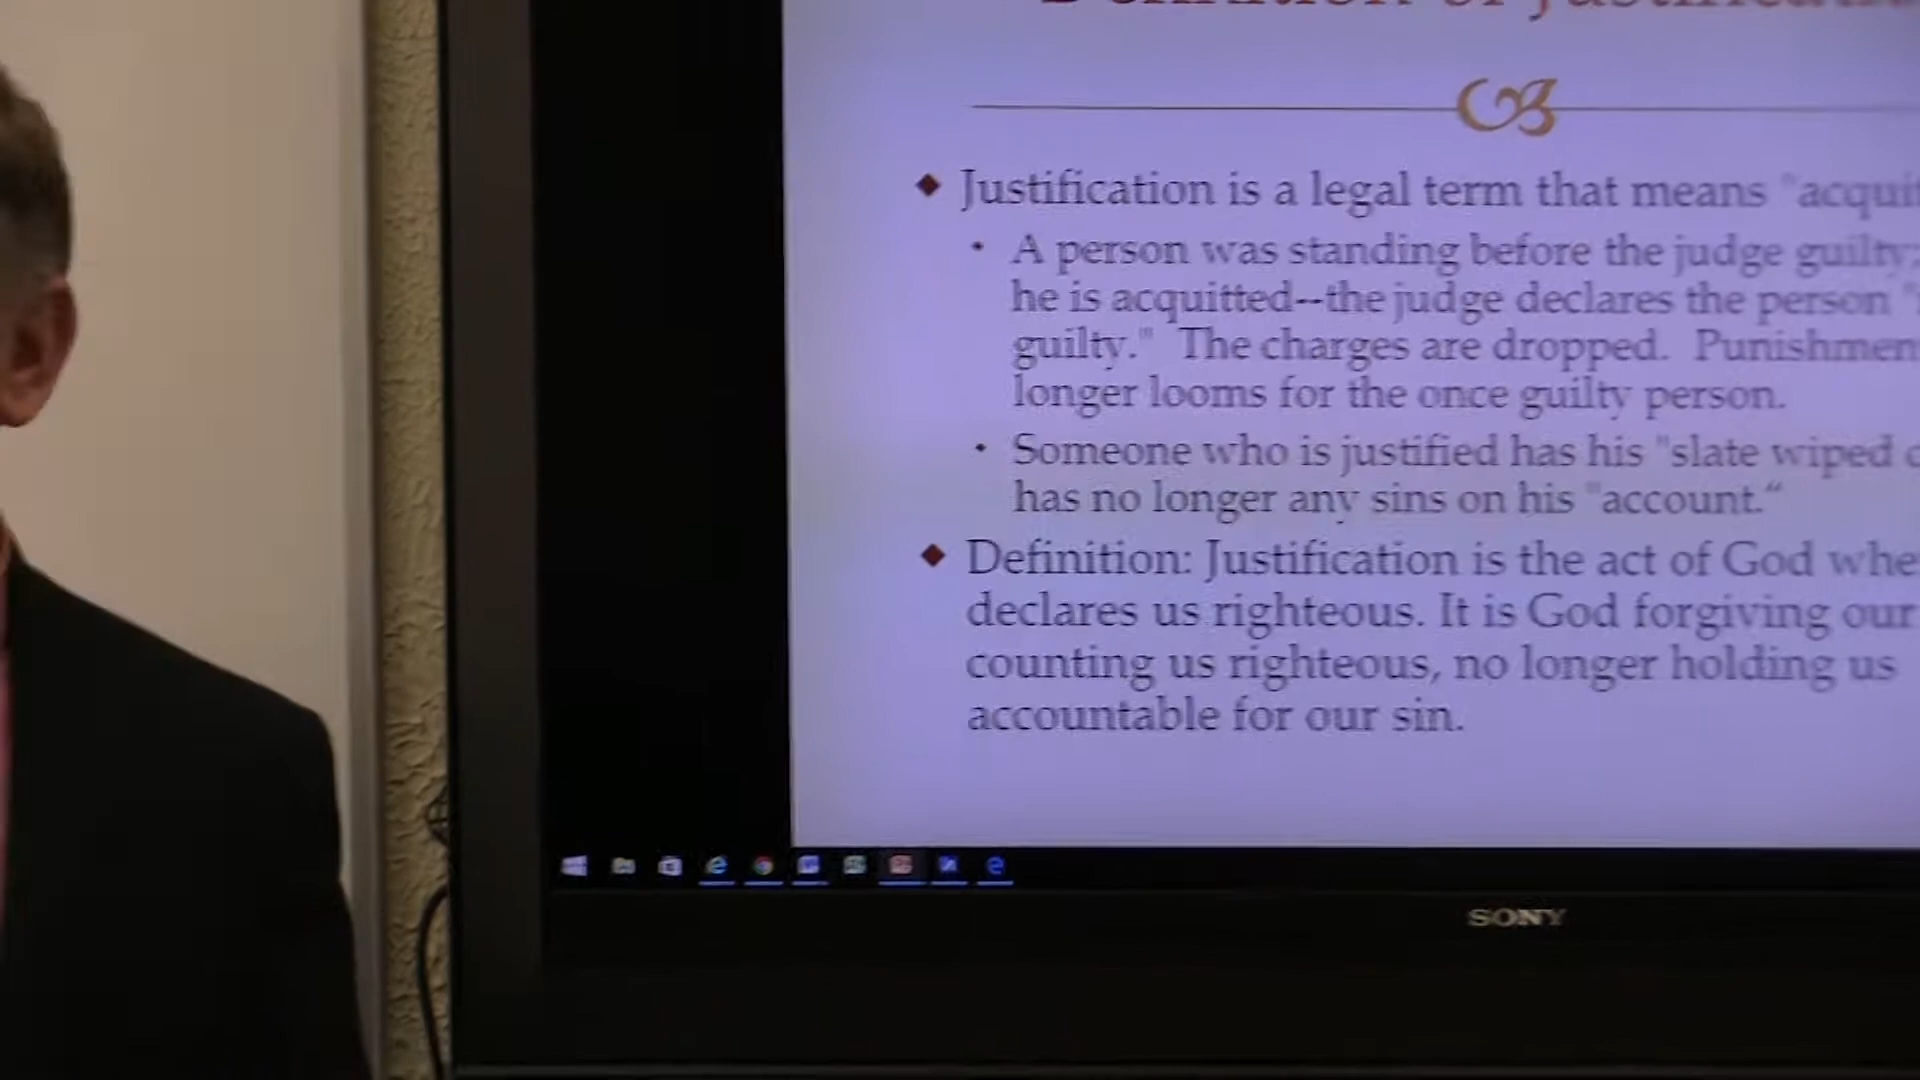 Definition of Justification
Justification is a legal term that means "acquit
A person was standing before the judge guilty;
he is acquitted--the judge declares the person "
guilty."  The charges are dropped.  Punishmen
longer looms for the once guilty person.
Someone who is justified has his "slate wiped c
has no longer any sins on his "account.“
Definition: Justification is the act of God whe
declares us righteous. It is God forgiving our
counting us righteous, no longer holding us
accountable for our sin.
SONY